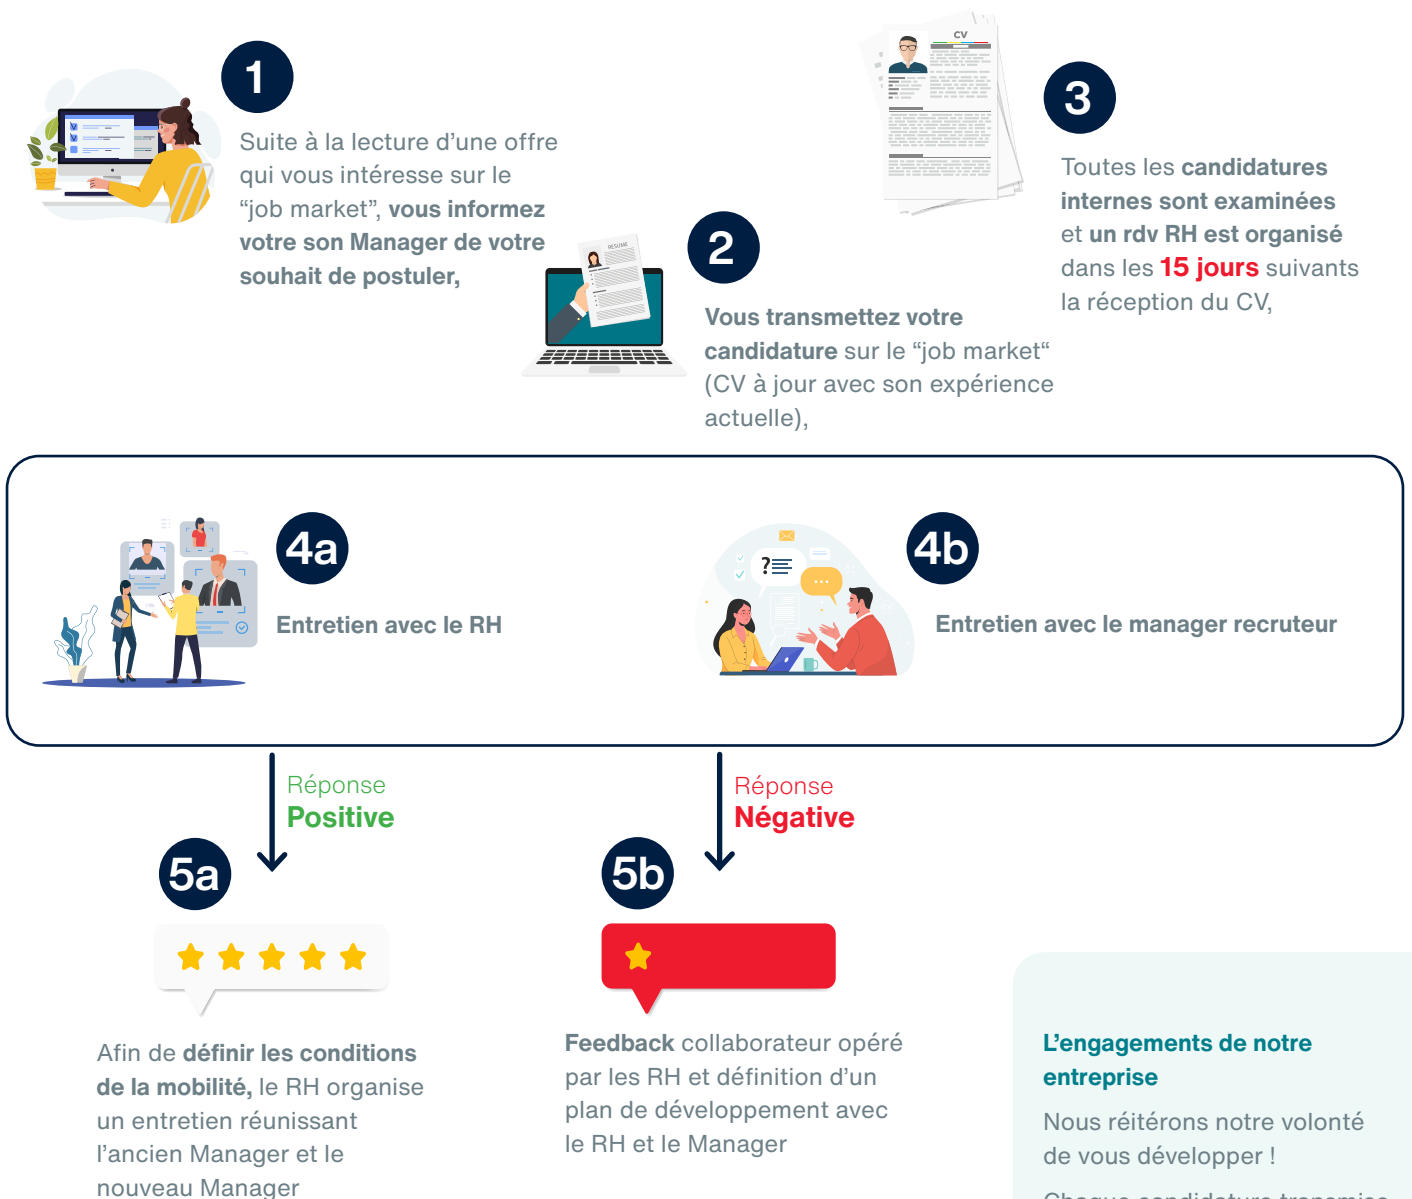 1
Suite à la lecture d’une offre
qui vous intéresse sur le
“job market”, vous informez
votre son Manager de votre
souhait de postuler,
RESUME
2
Vous transmettez votre
candidature sur le “job market“
(CV à jour avec son expérience
actuelle),
CV
3
Toutes les candidatures
internes sont examinées
et un rdv RH est organisé
dans les 15 jours suivants
la réception du CV,
4a
Entretien avec le RH
?
4b
Entretien avec le manager recruteur
Réponse
Positive
5a
Afin de définir les conditions
de la mobilité, le RH organise
un entretien réunissant
l’ancien Manager et le
nouveau Manager
Réponse
Négative
5b
Feedback collaborateur opéré
par les RH et définition d’un
plan de développement avec
le RH et le Manager
L’engagements de notre
entreprise
Nous réitérons notre volonté
de vous développer !
Chaque candidature transmise